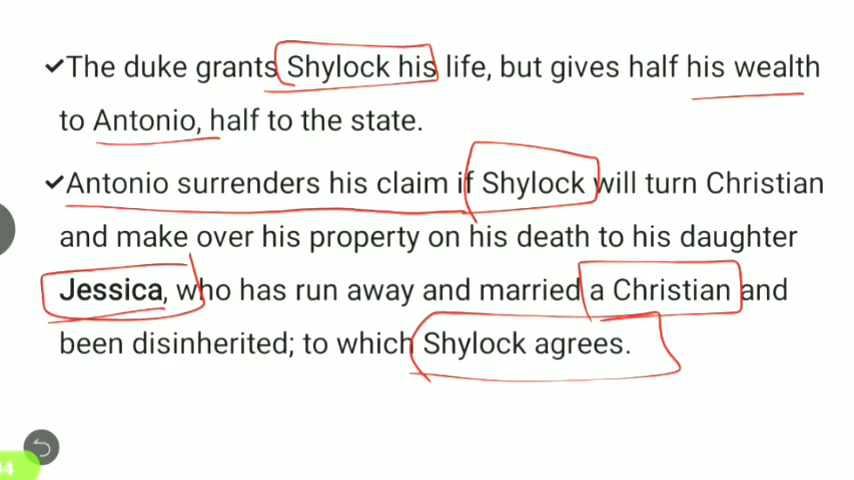 ✓The duke grants Shylock his life, but gives half his wealth
to Antonio, half to the state.
✓Antonio surrenders his claim if Shylock will turn Christian
and make over his property on his death to his daughter
Jessica, who has run away and married a Christian and
been disinherited; to which Shylock agrees.